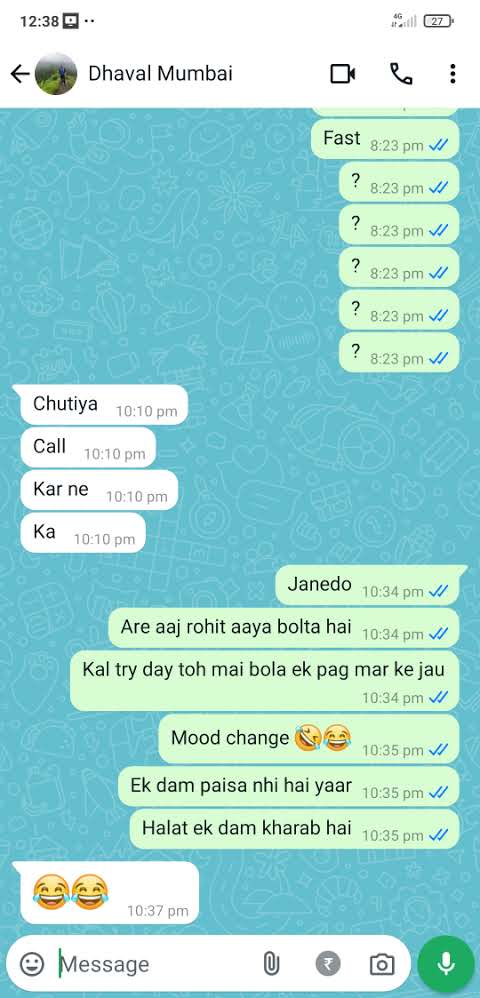 12:38
4G
27
Dhaval Mumbai
Fast 8:23 pm
? 8:23 pm
? 8:23 pm
? 8:23 pm
? 8:23 pm
? 8:23 pm
Chutiya 10:10 pm
Call 10:10 pm
Kar ne 10:10 pm
Ka 10:10 pm
Janedo 10:34 pm
Are aaj rohit aaya bolta hai 10:34 pm
Kal try day toh mai bola ek pag mar ke jau
10:34 pm
Mood change 🤣😂 10:35 pm
Ek dam paisa nhi hai yaar 10:35 pm
Halat ek dam kharab hai 10:35 pm
😂😂 10:37 pm
Message
₹